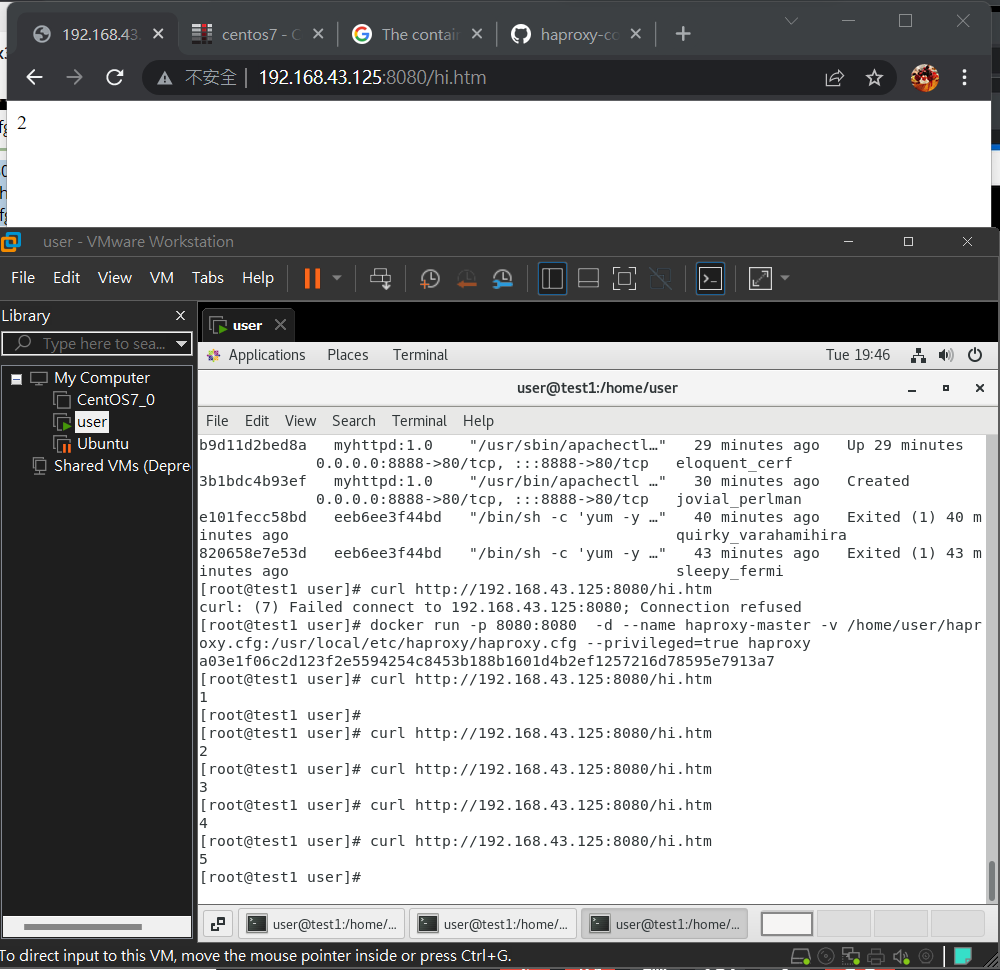 192.168.43.
centos7 - C
The contain
haproxy-co
不安全 | 192.168.43.125:8080/hi.htm
2
user - VMware Workstation
File Edit View VM Tabs Help
Library
Type here to sea...
My Computer
CentOS7_0
user
Ubuntu
Shared VMs (Depre
user
Applications Places Terminal Tue 19:46
user@test1:/home/user
File Edit View Search Terminal Help
b9d11d2bed8a myhttpd:1.0 "/usr/sbin/apachectl…" 29 minutes ago Up 29 minutes
0.0.0.0:8888->80/tcp, :::8888->80/tcp eloquent_cerf
3b1bdc4b93ef myhttpd:1.0 "/usr/bin/apachectl …" 30 minutes ago Created
0.0.0.0:8888->80/tcp, :::8888->80/tcp jovial_perlman
e101fecc58bd eeb6ee3f44bd "/bin/sh -c 'yum -y …" 40 minutes ago Exited (1) 40 m
inutes ago quirky_varahamihira
820658e7e53d eeb6ee3f44bd "/bin/sh -c 'yum -y …" 43 minutes ago Exited (1) 43 m
inutes ago sleepy_fermi
[root@test1 user]# curl http://192.168.43.125:8080/hi.htm
curl: (7) Failed connect to 192.168.43.125:8080; Connection refused
[root@test1 user]# docker run -p 8080:8080  -d --name haproxy-master -v /home/user/hapr
oxy.cfg:/usr/local/etc/haproxy/haproxy.cfg --privileged=true haproxy
a03e1f06c2d123f2e5594254c8453b188b1601d4b2ef1257216d78595e7913a7
[root@test1 user]# curl http://192.168.43.125:8080/hi.htm
1
[root@test1 user]#
[root@test1 user]# curl http://192.168.43.125:8080/hi.htm
2
[root@test1 user]# curl http://192.168.43.125:8080/hi.htm
3
[root@test1 user]# curl http://192.168.43.125:8080/hi.htm
4
[root@test1 user]# curl http://192.168.43.125:8080/hi.htm
5
[root@test1 user]#
user@test1:/home/... user@test1:/home/... user@test1:/home/...
To direct input to this VM, move the mouse pointer inside or press Ctrl+G.